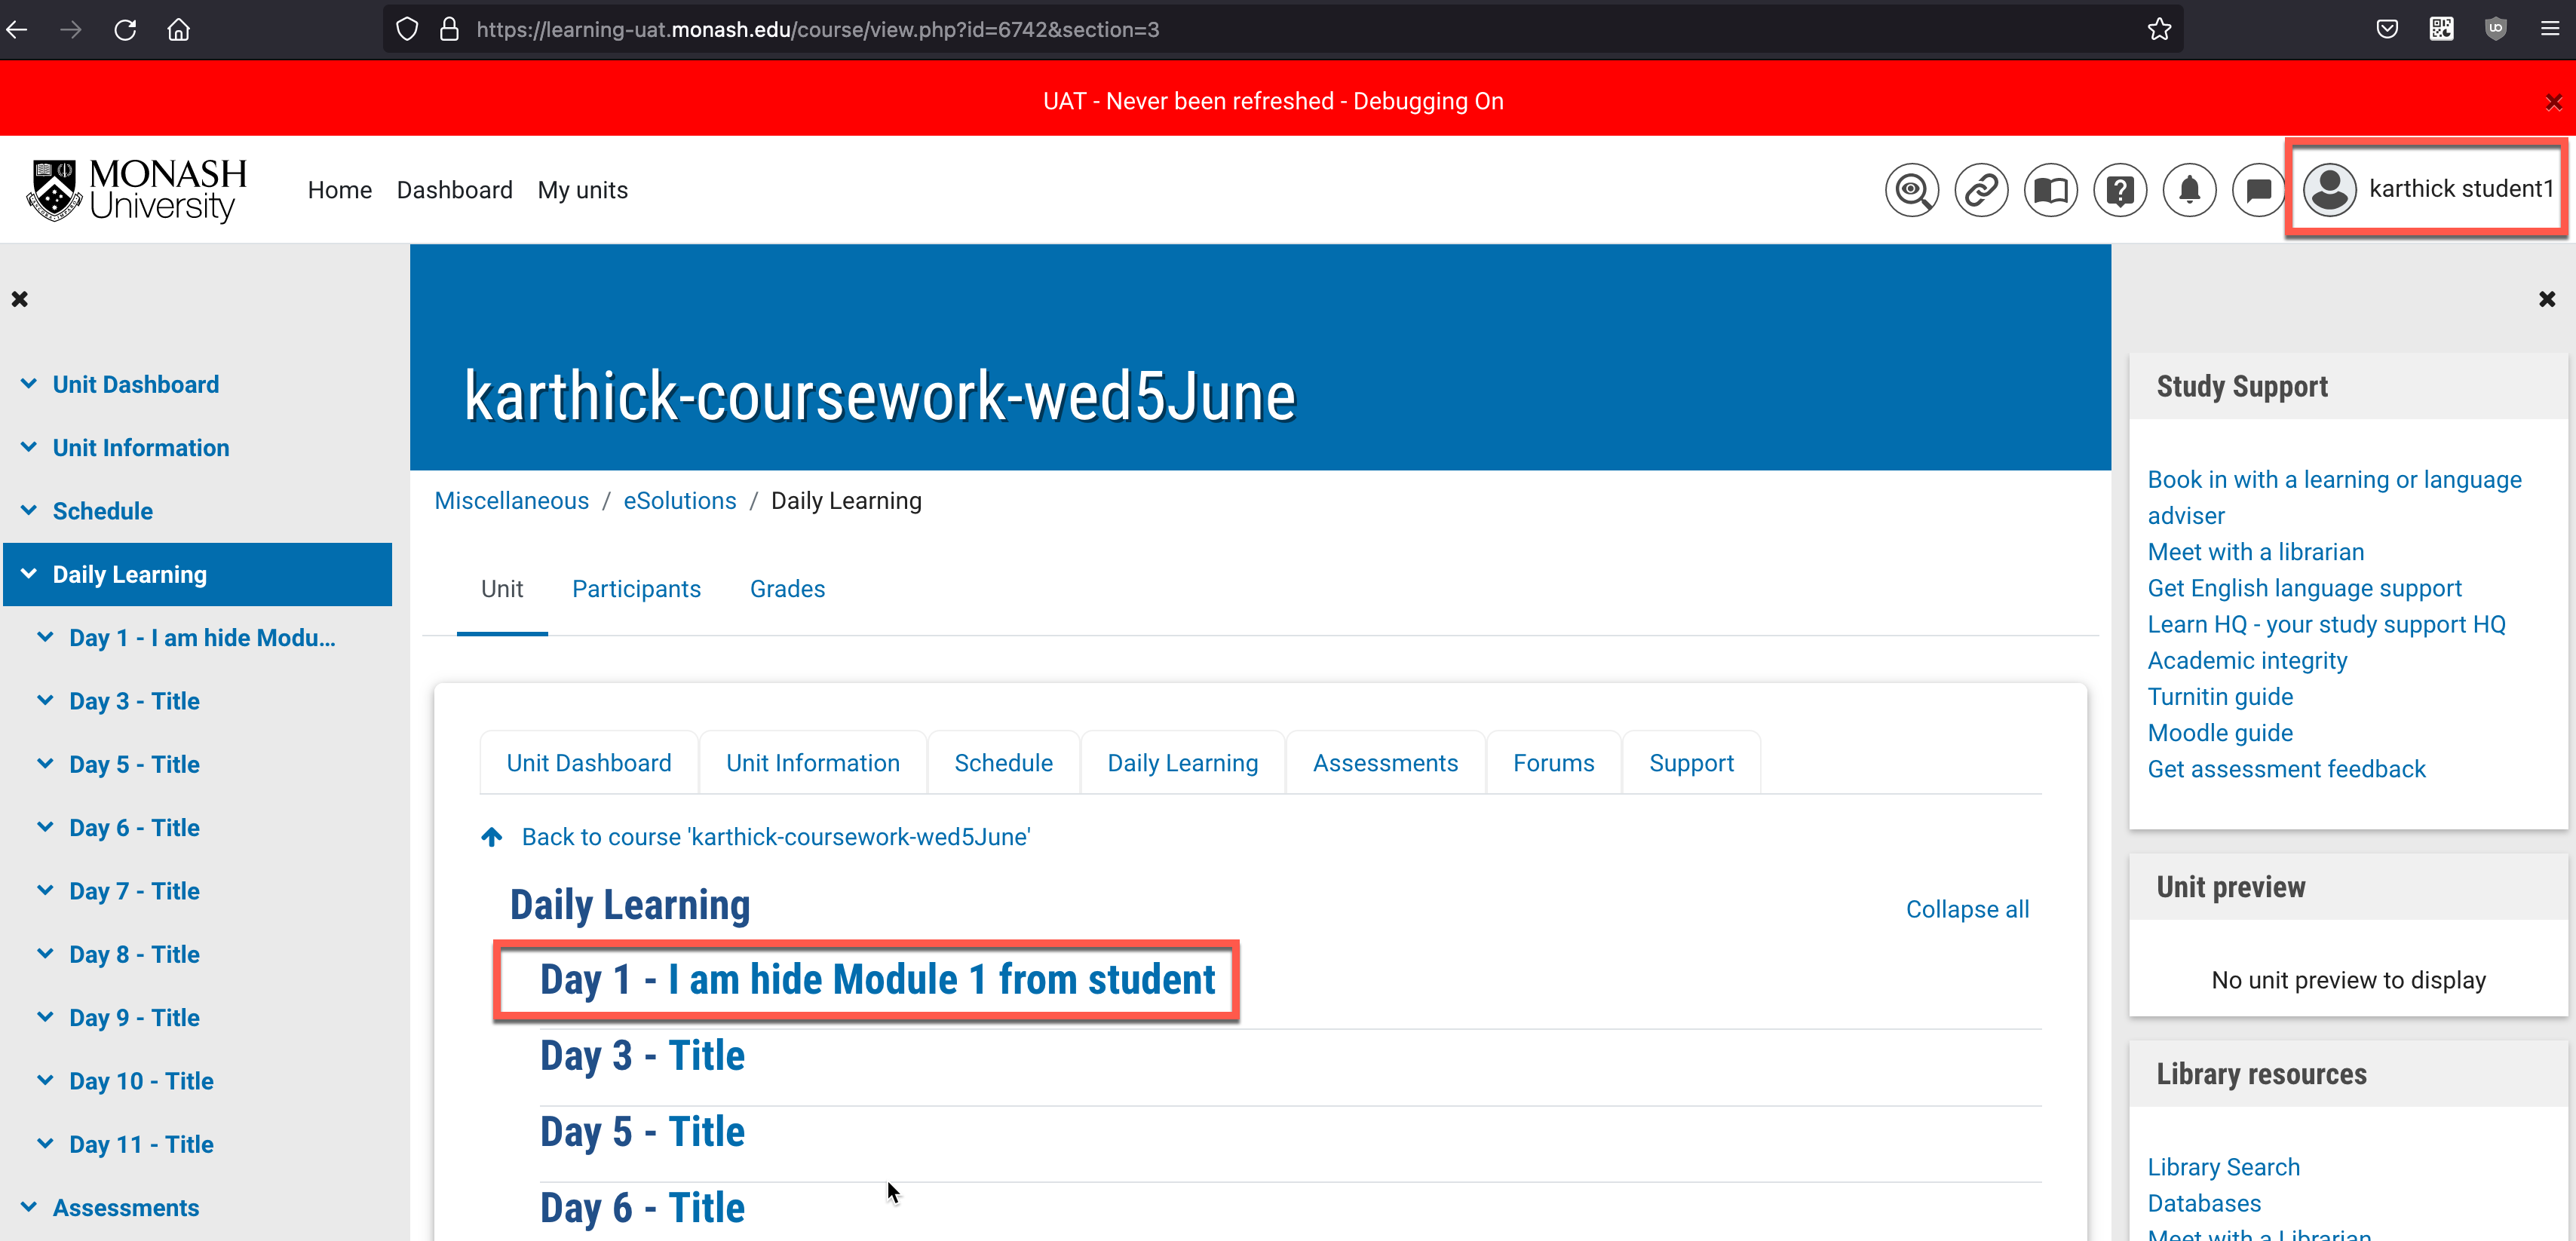 https://learning-uat.monash.edu/course/view.php?id=6742&section=3
UAT - Never been refreshed - Debugging On
MONASH
University
Home
Dashboard
My units
karthick student1
Unit Dashboard
Unit Information
Schedule
Daily Learning
Day 1 - I am hide Modu...
Day 3 - Title
Day 5 - Title
Day 6 - Title
Day 7 - Title
Day 8 - Title
Day 9 - Title
Day 10 - Title
Day 11 - Title
Assessments
karthick-coursework-wed5June
Miscellaneous / eSolutions / Daily Learning
Unit
Participants
Grades
Unit Dashboard
Unit Information
Schedule
Daily Learning
Assessments
Forums
Support
Back to course 'karthick-coursework-wed5June'
Daily Learning
Collapse all
Day 1 - I am hide Module 1 from student
Day 3 - Title
Day 5 - Title
Day 6 - Title
Study Support
Book in with a learning or language
adviser
Meet with a librarian
Get English language support
Learn HQ - your study support HQ
Academic integrity
Turnitin guide
Moodle guide
Get assessment feedback
Unit preview
No unit preview to display
Library resources
Library Search
Databases
Meet with a Librarian